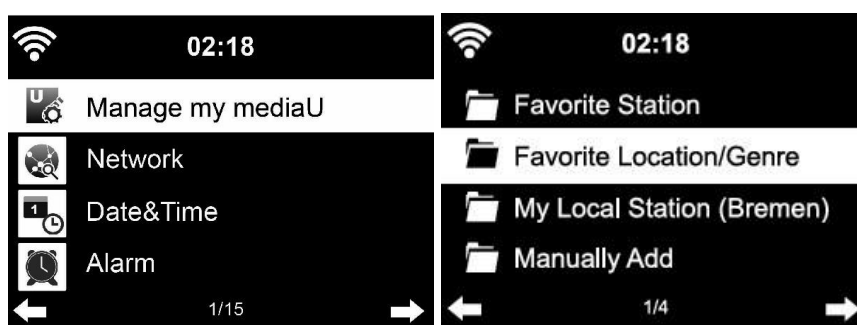 02:18
U
Manage my mediaU
Network
1
Date&Time
Alarm
1/15
02:18
Favorite Station
Favorite Location/Genre
My Local Station (Bremen)
Manually Add
1/4